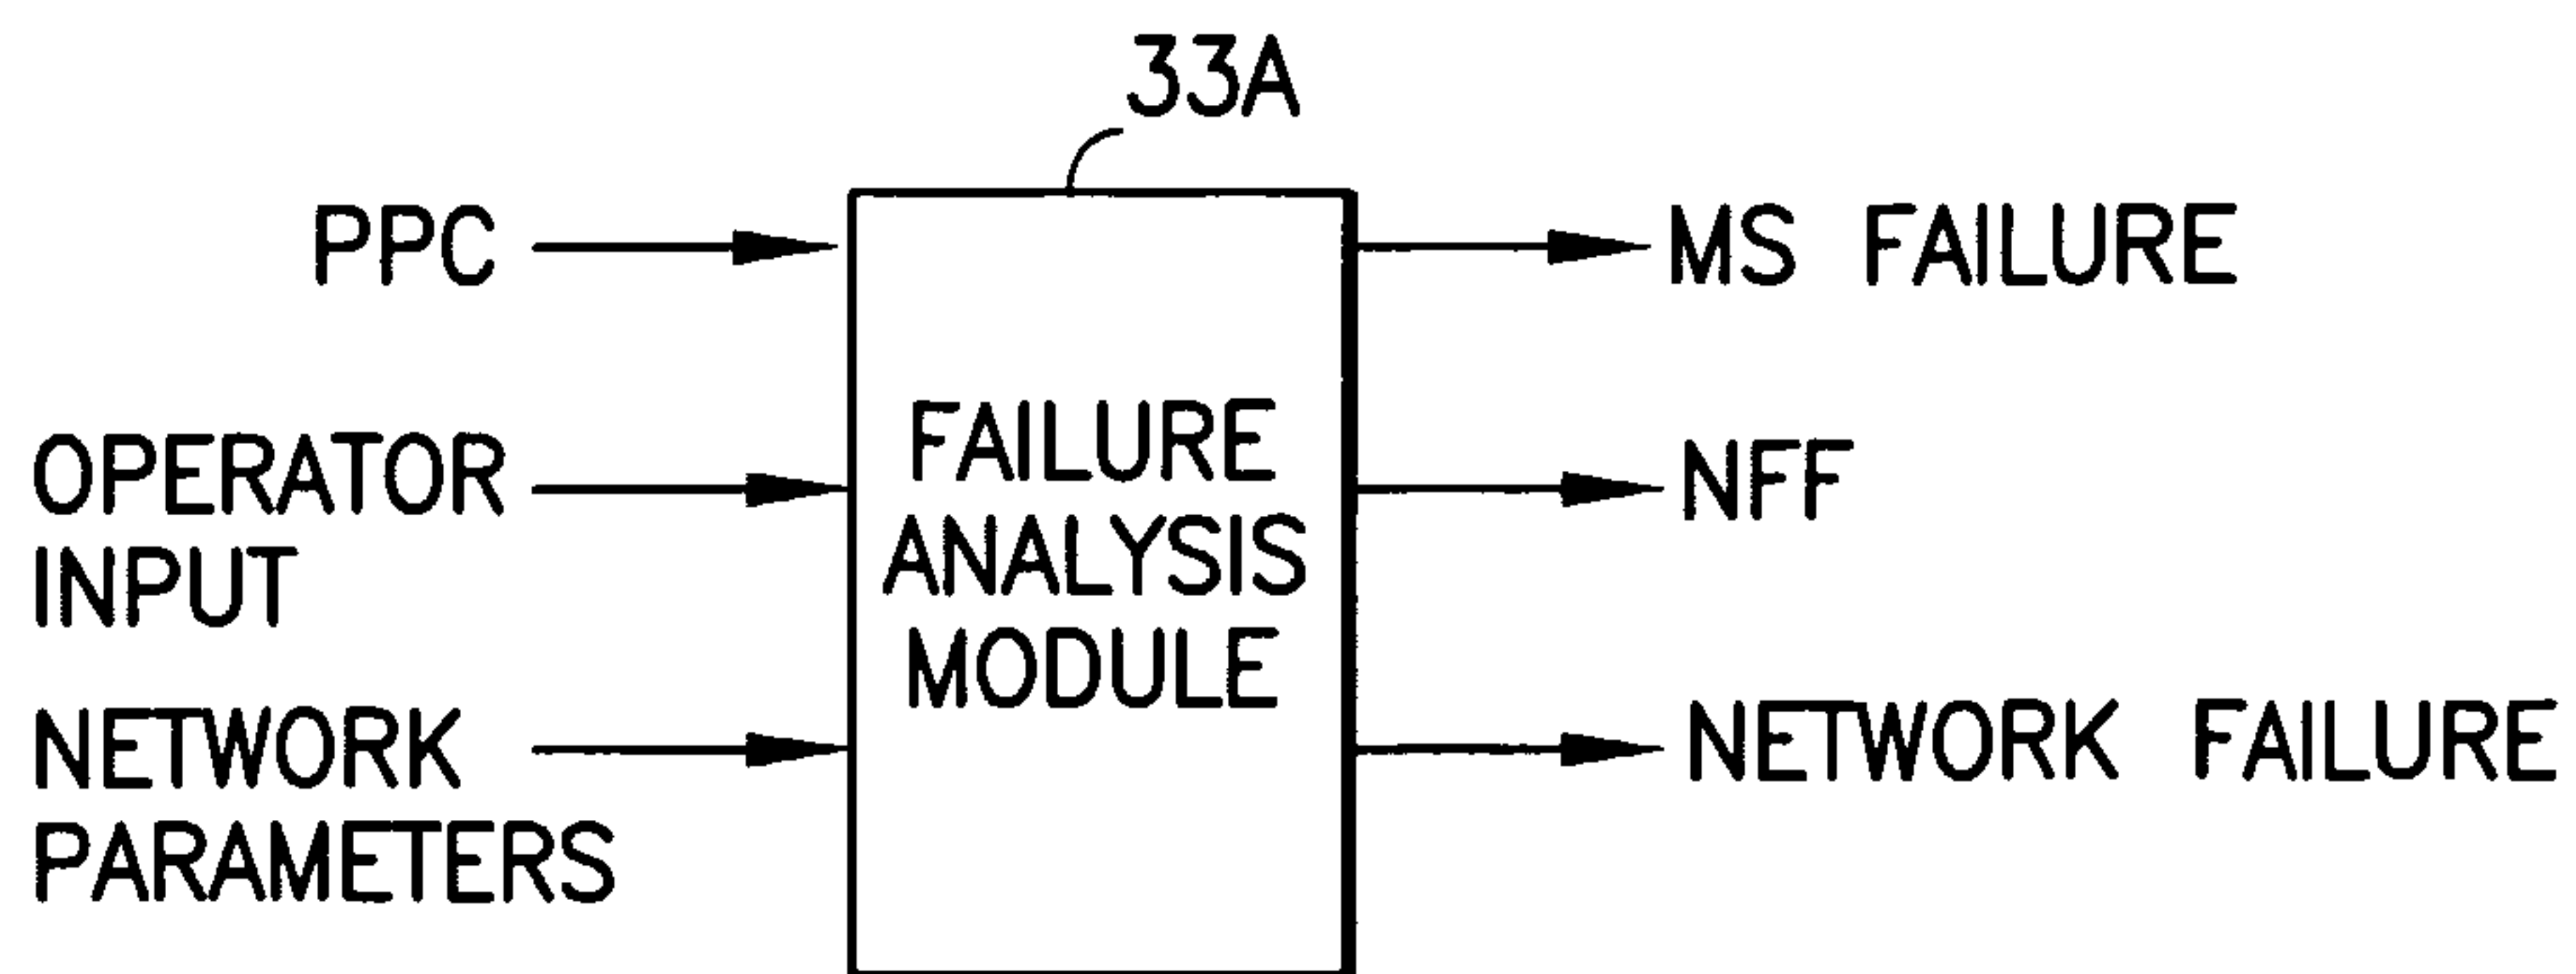 33A
PPC
OPERATOR
INPUT
NETWORK
PARAMETERS
FAILURE
ANALYSIS
MODULE
MS FAILURE
NFF
NETWORK FAILURE